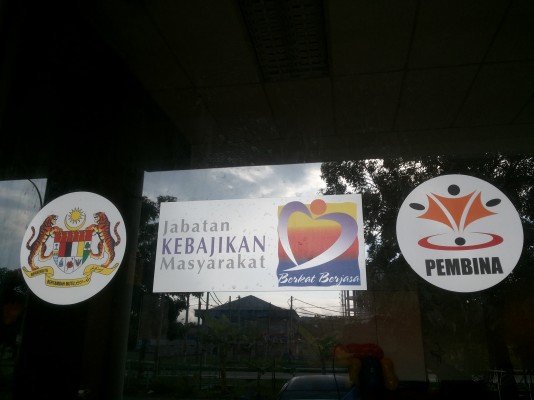 Jabatan
KEBAJIKAN
Masyarakat
Berkat Berjasa
PEMBINA